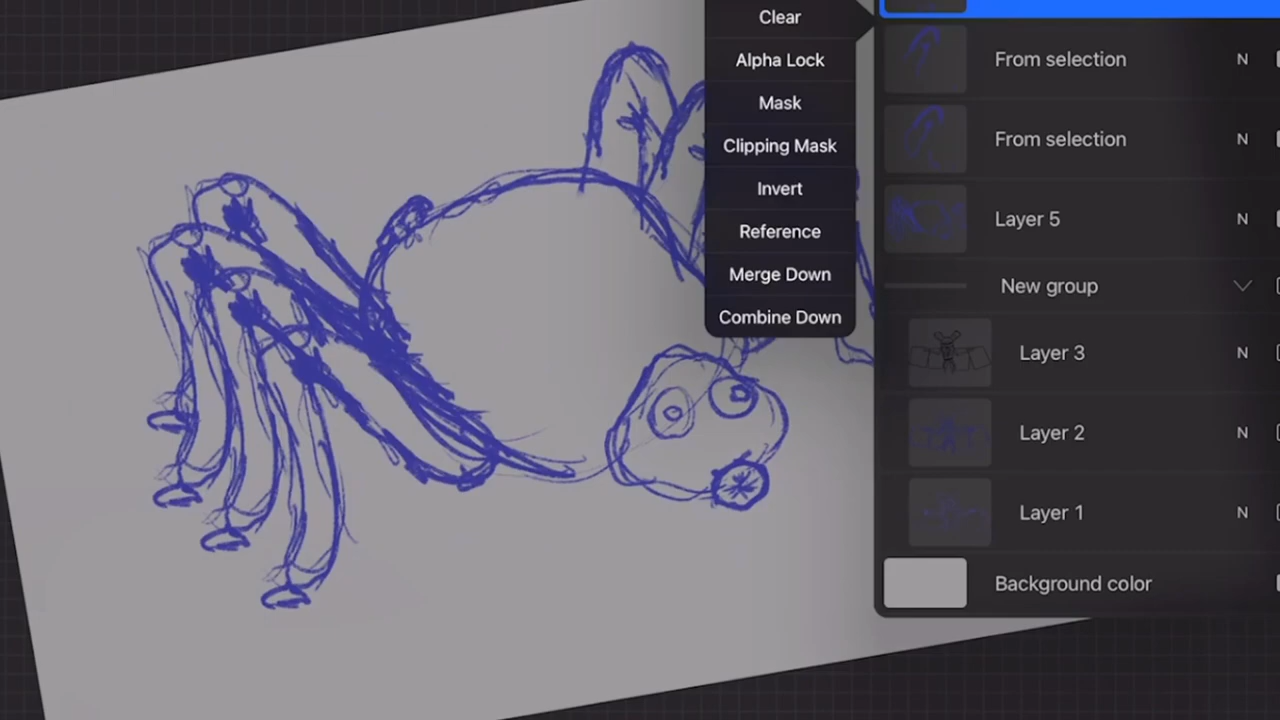 Clear
Alpha Lock
Mask
Clipping Mask
Invert
Reference
Merge Down
Combine Down
From selection N
From selection N
Layer 5 N
New group
Layer 3 N
Layer 2 N
Layer 1 N
Background color